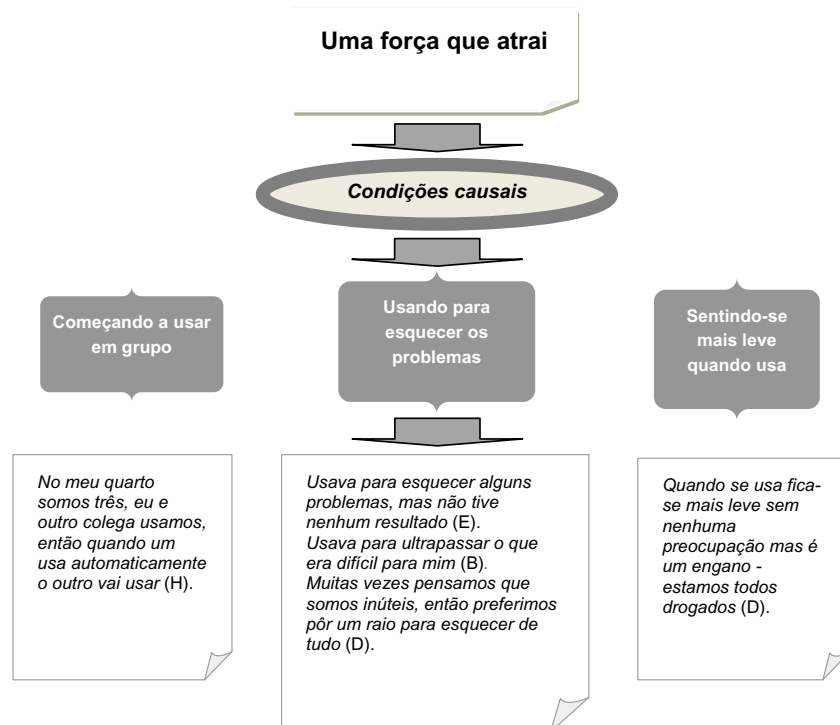 Uma força que atrai
Condições causais
Começando a usar
em grupo
Usando para
esquecer os
problemas
Sentindo-se
mais leve
quando usa
No meu quarto
somos três, eu e
outro colega usamos,
então quando um
usa automaticamente
o outro vai usar (H).
Usava para esquecer alguns
problemas, mas não tive
nenhum resultado (E).
Usava para ultrapassar o que
era difícil para mim (B).
Muitas vezes pensamos que
somos inúteis, então preferimos
pôr um raio para esquecer de
tudo (D).
Quando se usa fica-
se mais leve sem
nenhuma
preocupação mas é
um engano -
estamos todos
drogados (D).